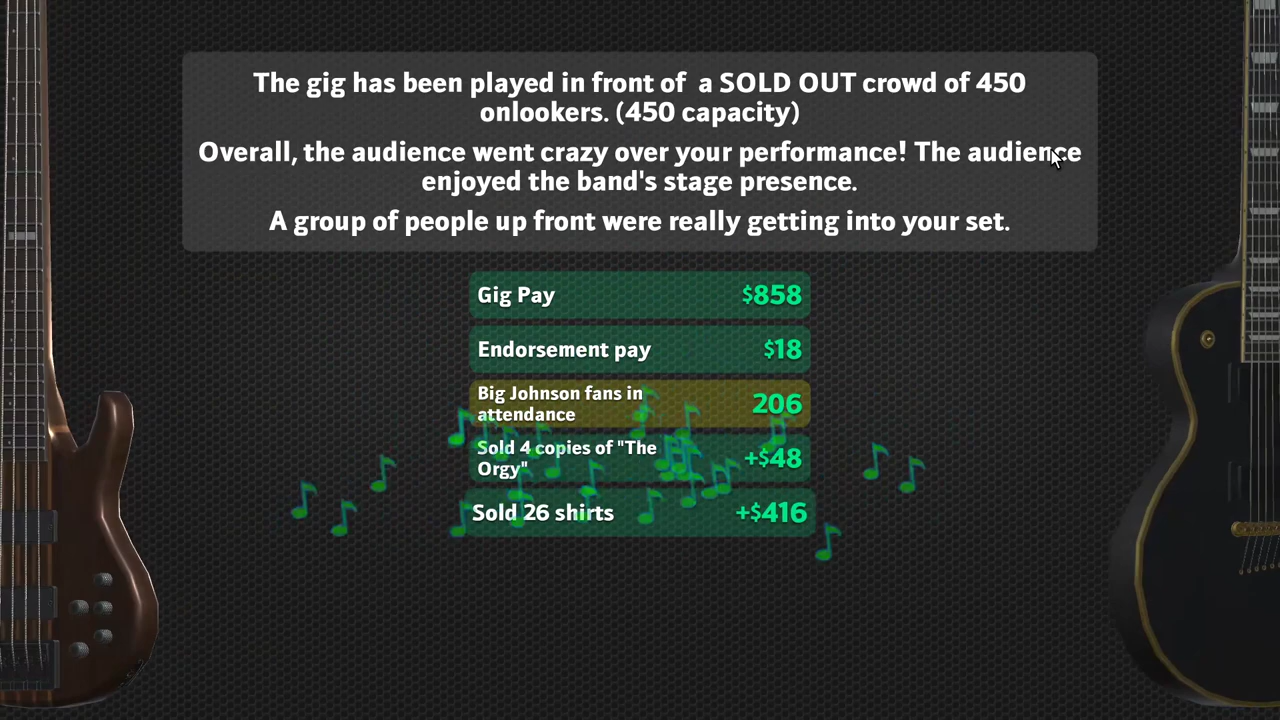 The gig has been played in front of  a SOLD OUT crowd of 450
onlookers. (450 capacity)
Overall, the audience went crazy over your performance! The audience
enjoyed the band's stage presence.
A group of people up front were really getting into your set.
Gig Pay $858
Endorsement pay $18
Big Johnson fans in
attendance 206
Sold 4 copies of "The
Orgy" +$48
Sold 26 shirts +$416